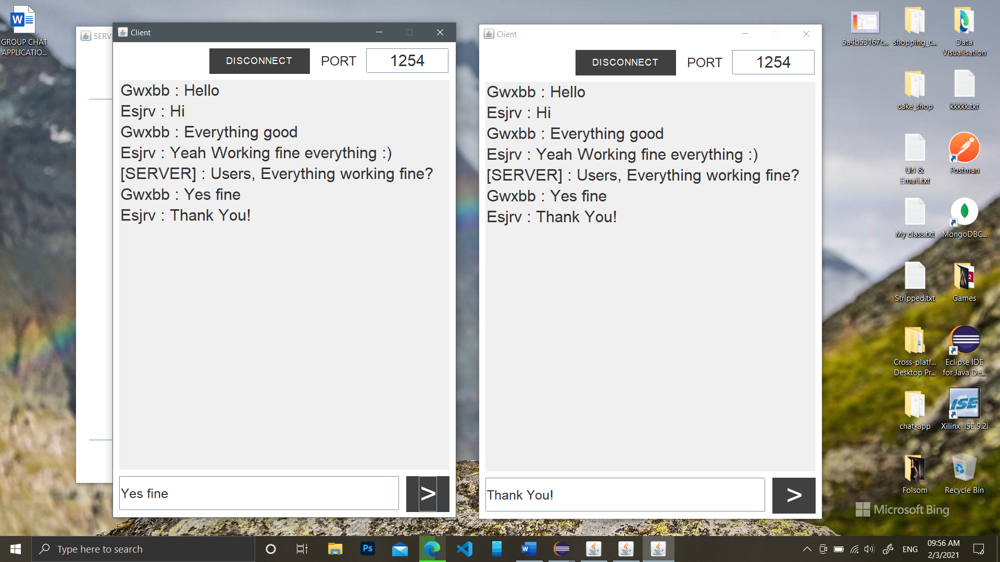 GROUP CHAT
APPLICATIO...
SERV
Client
DISCONNECT
PORT
1254
Gwxbb : Hello
Esjrv : Hi
Gwxbb : Everything good
Esjrv : Yeah Working fine everything :)
[SERVER] : Users, Everything working fine?
Gwxbb : Yes fine
Esjrv : Thank You!
Yes fine
>
Client
DISCONNECT
PORT
1254
Gwxbb : Hello
Esjrv : Hi
Gwxbb : Everything good
Esjrv : Yeah Working fine everything :)
[SERVER] : Users, Everything working fine?
Gwxbb : Yes fine
Esjrv : Thank You!
Thank You!
>
5a4b53167c...
shopping_c...
Data
Visualisation
cake_shop
kkkkk.txt
Url &
Email.txt
Postman
My class.txt
MongoDBC...
Stripped.txt
Games
Cross-platf...
Desktop Pr...
Eclipse IDE
for Java De...
chat-app
ISE
Xilinx ISE 9.2i
Folsom
Recycle Bin
Microsoft Bing
Type here to search
Ps
ENG
09:56 AM
2/3/2021